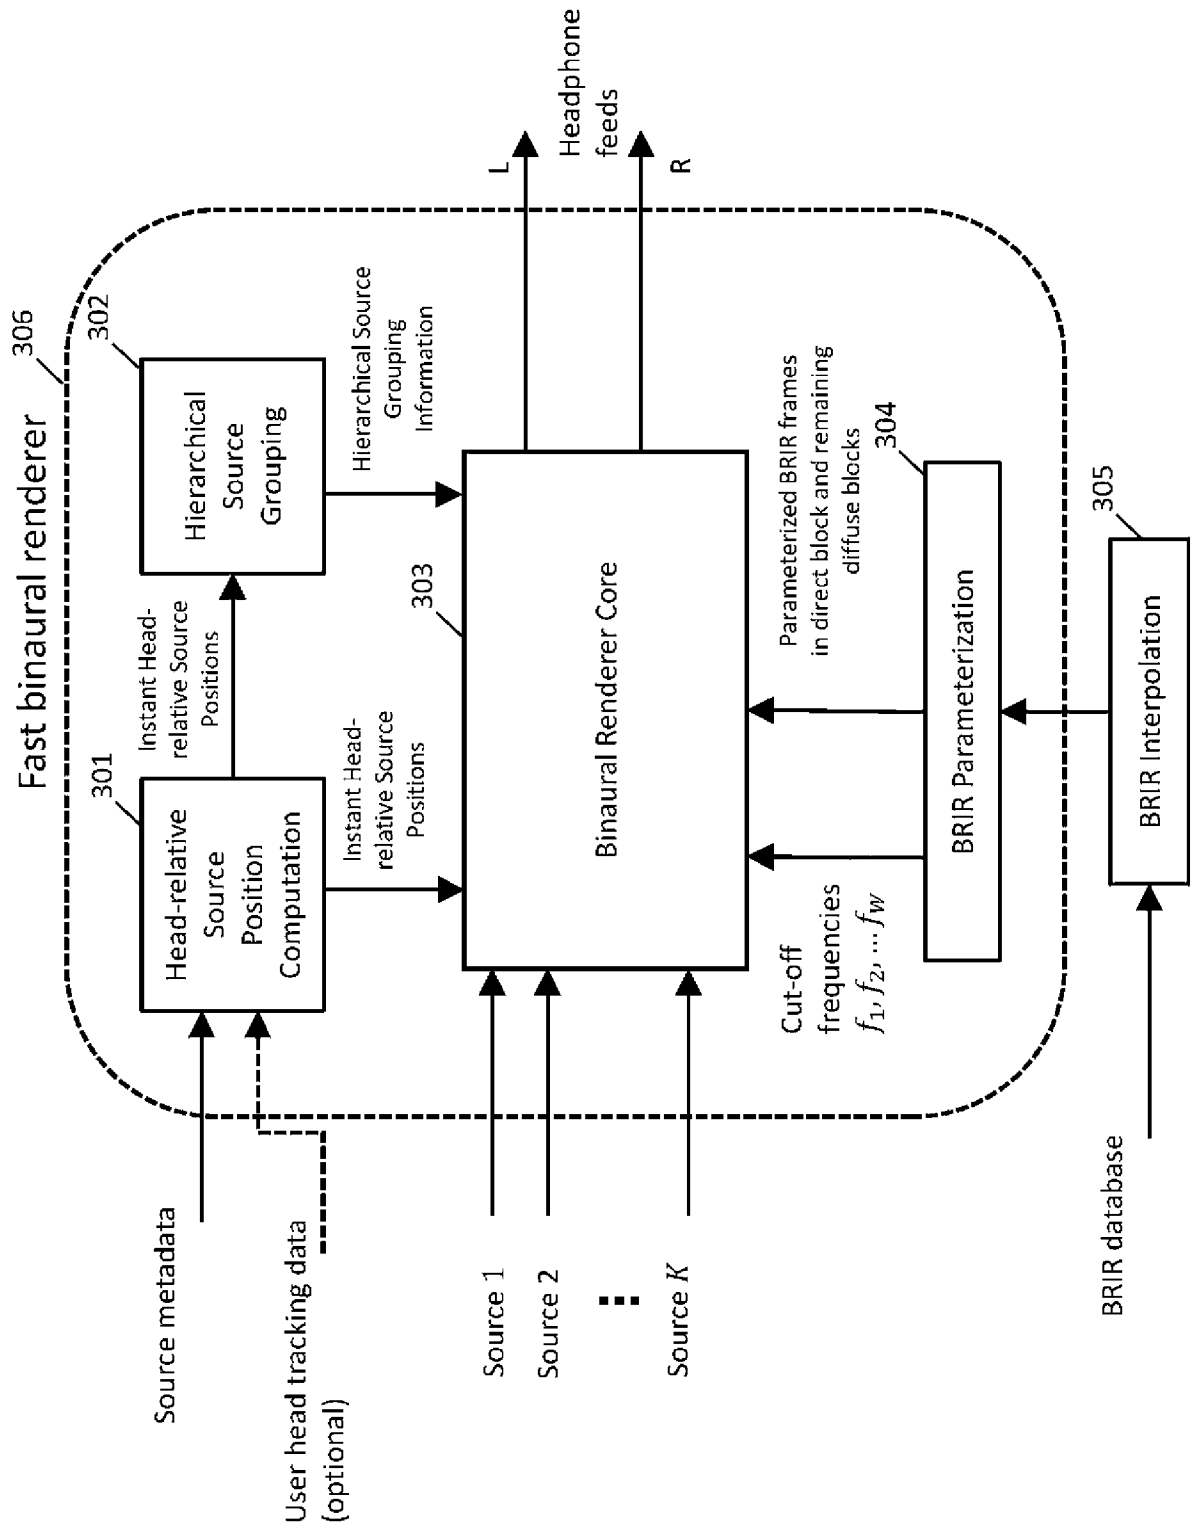 Fast binaural renderer
306
Source metadata
User head tracking data
(optional)
301
Head-relative
Source
Position
Computation
Instant Head-
relative Source
Positions
302
Hierarchical
Source
Grouping
Instant Head-
relative Source
Positions
Hierarchical Source
Grouping
Information
303
Binaural Renderer Core
Source 1
Source 2
Source K
L
Headphone
feeds
R
Cut-off
frequencies
f₁, f₂, ... f_W
Parameterized BRIR frames
in direct block and remaining
diffuse blocks
304
BRIR Parameterization
305
BRIR Interpolation
BRIR database